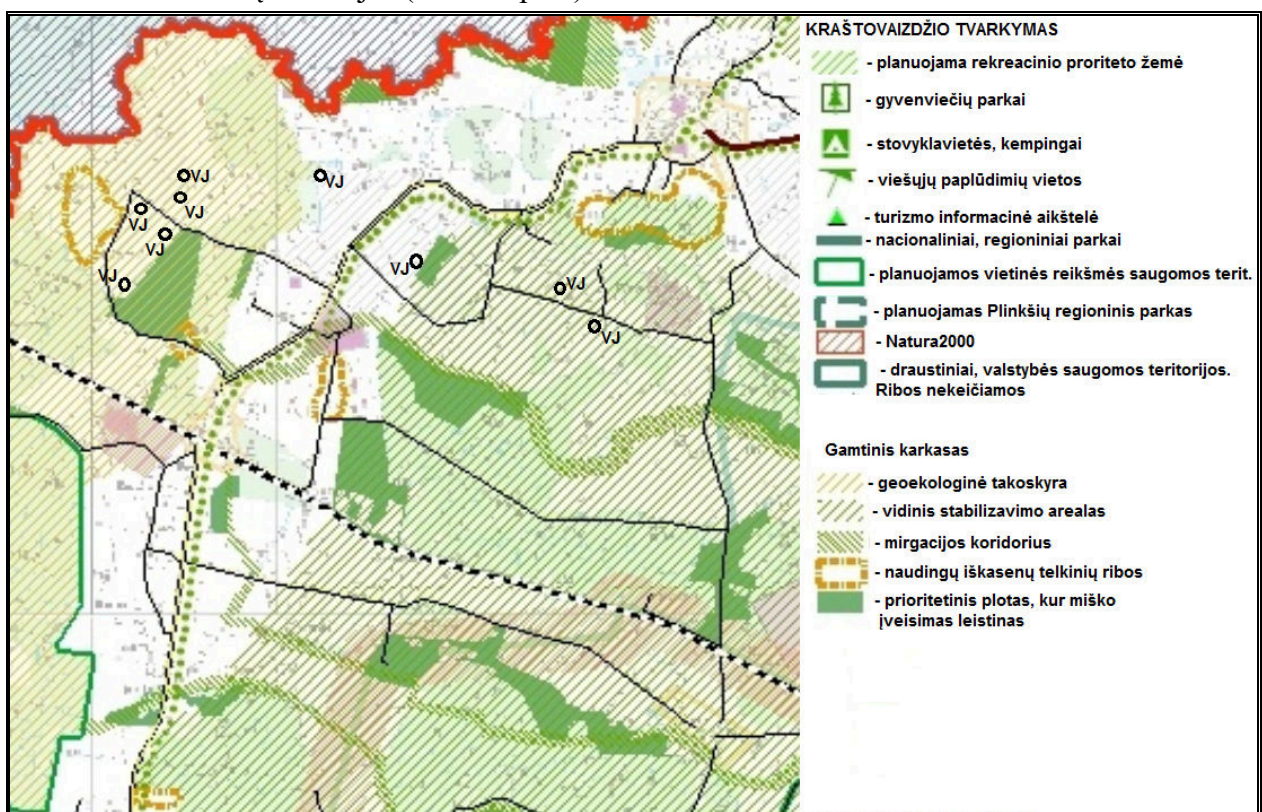 KRAŠTOVAIZDŽIO TVARKYMAS
- planuojama rekreacinio proriteto žemė
- gyvenviečių parkai
- stovyklavietės, kempingai
- viešųjų paplūdimių vietos
- turizmo informacinė aikštelė
- nacionaliniai, regioniniai parkai
- planuojamos vietinės reikšmės saugomos terit.
- planuojamas Plinkšių regioninis parkas
- Natura2000
- draustiniai, valstybės saugomos teritorijos.
Ribos nekeičiamos
Gamtinis karkasas
- geoekologinė takoskyra
- vidinis stabilizavimo arealas
- mirgacijos koridorius
- naudingų iškasenų telkinių ribos
- prioritetinis plotas, kur miško
įveisimas leistinas
VJ
VJ
VJ
VJ
VJ
VJ
VJ
VJ